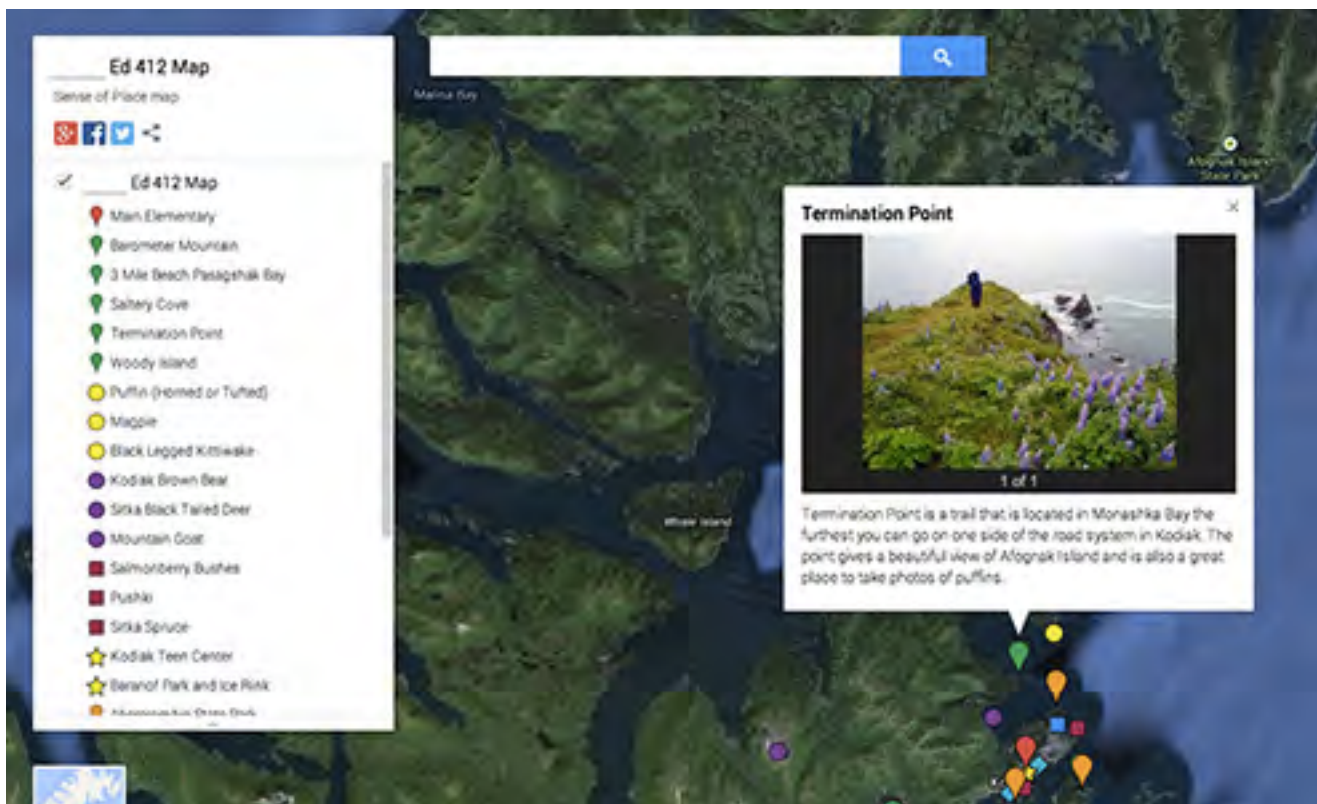 _____ Ed 412 Map
Sense of Place map
_____ Ed 412 Map
Main Elementary
Barometer Mountain
3 Mile Beach Pasagshak Bay
Saltery Cove
Termination Point
Woody Island
Puffin (Horned or Tufted)
Magpie
Black Legged Kittiwake
Kodiak Brown Bear
Sitka Black Tailed Deer
Mountain Goat
Salmonberry Bushes
Pushki
Sitka Spruce
Kodiak Teen Center
Baranof Park and Ice Rink
Marina Bay
Afognak Island
State Park
Termination Point
1 of 1
Termination Point is a trail that is located in Monashka Bay the
furthest you can go on one side of the road system in Kodiak. The
point gives a beautiful view of Afognak Island and is also a great
place to take photos of puffins.
Whale Island